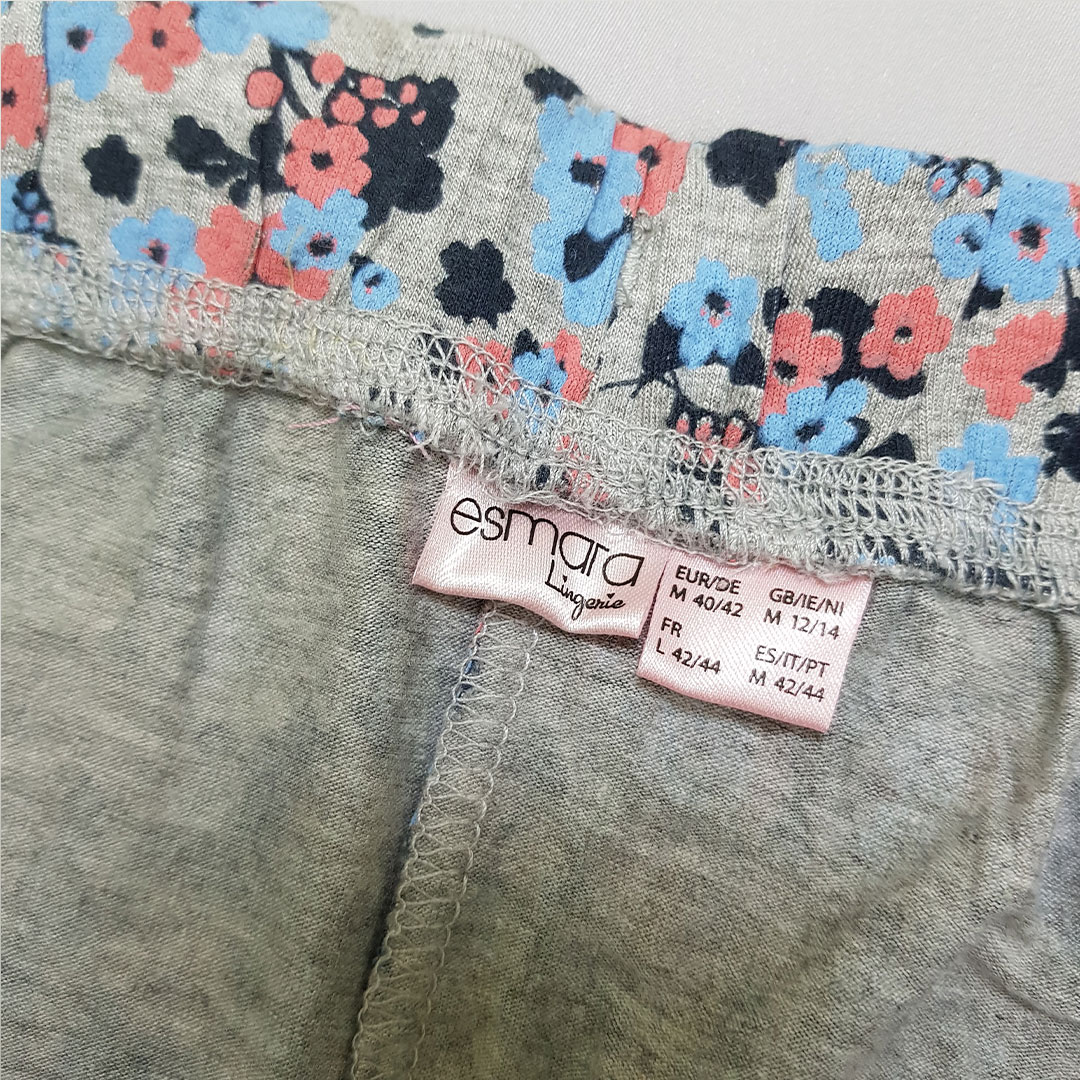 esmara
Lingerie
EUR/DE
M 40/42
GB/IE/NI
M 12/14
FR
L 42/44
ES/IT/PT
M 42/44